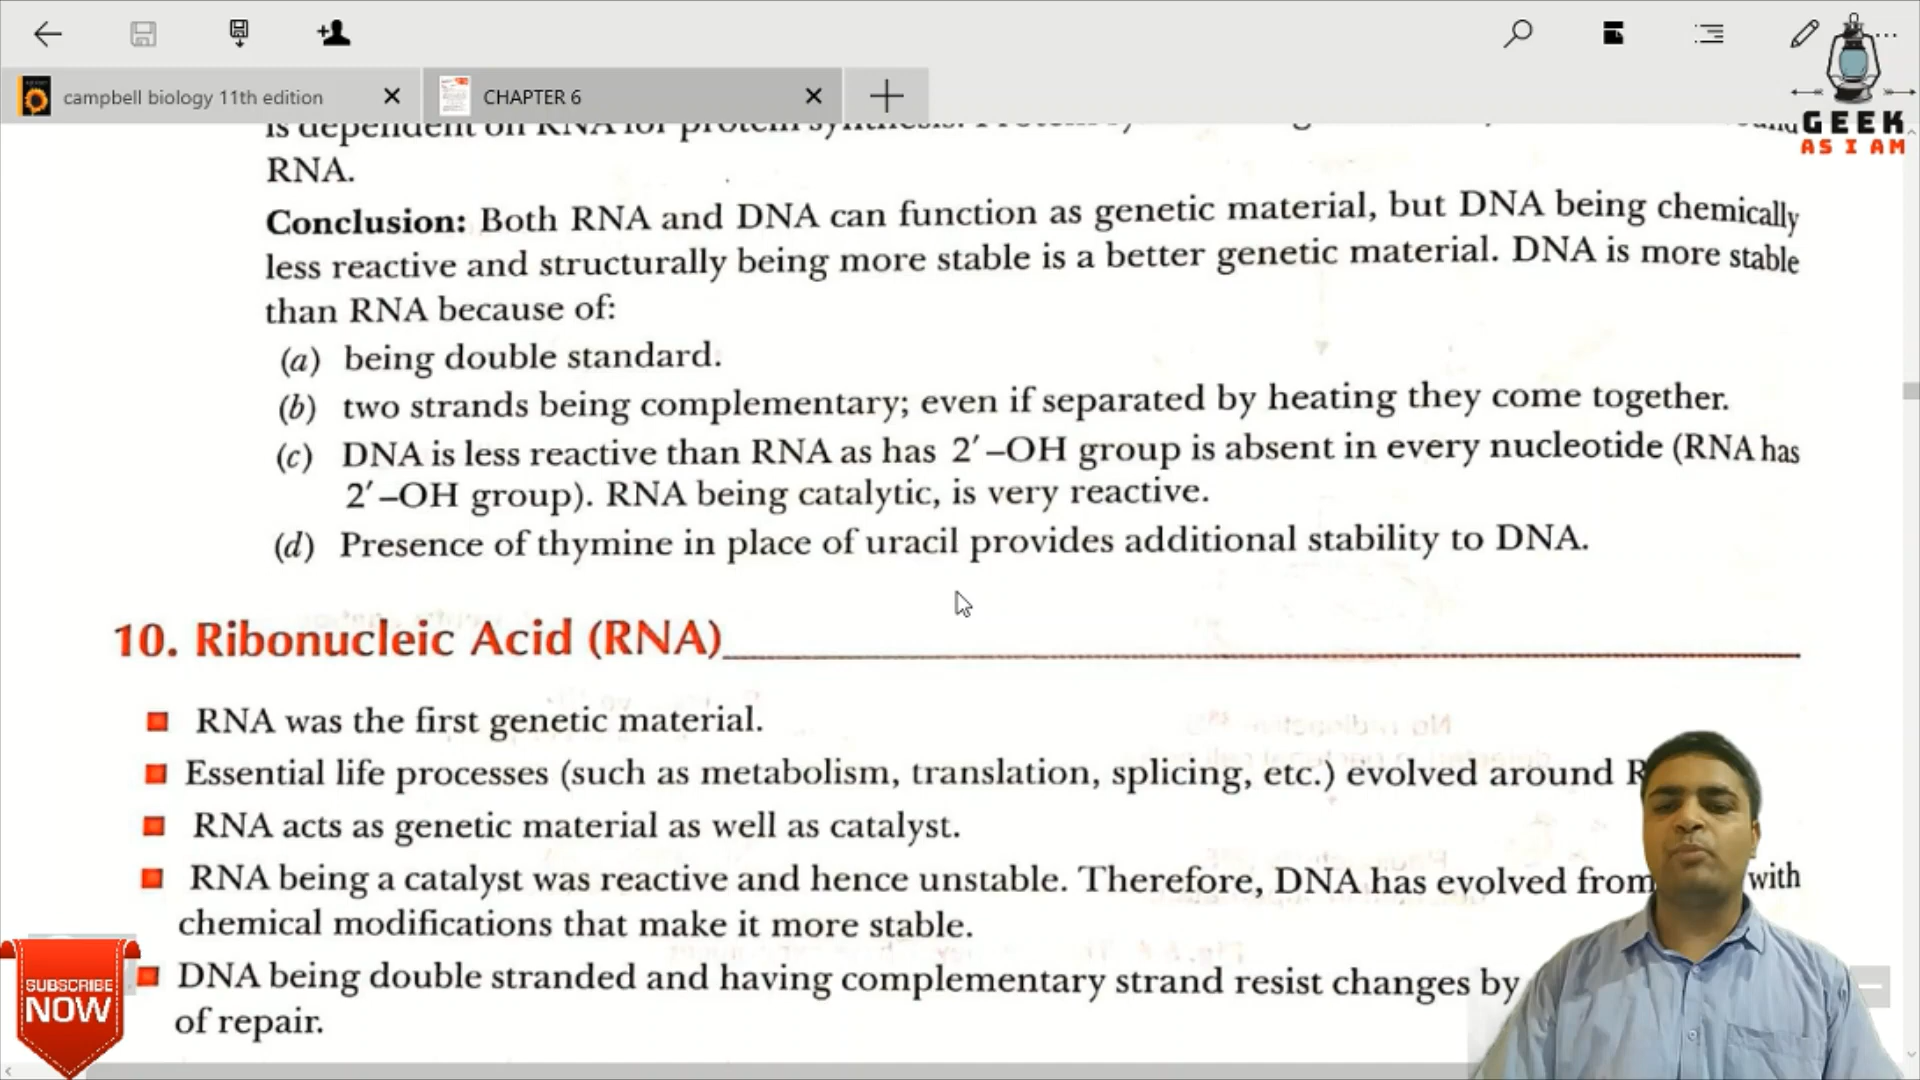 campbell biology 11th edition
CHAPTER 6
GEEK
AS I AM
is dependent on RNA for protein synthesis.
RNA.
Conclusion: Both RNA and DNA can function as genetic material, but DNA being chemically
less reactive and structurally being more stable is a better genetic material. DNA is more stable
than RNA because of:
(a) being double standard.
(b) two strands being complementary; even if separated by heating they come together.
(c) DNA is less reactive than RNA as has 2′–OH group is absent in every nucleotide (RNA has
2′–OH group). RNA being catalytic, is very reactive.
(d) Presence of thymine in place of uracil provides additional stability to DNA.
10. Ribonucleic Acid (RNA)
RNA was the first genetic material.
Essential life processes (such as metabolism, translation, splicing, etc.) evolved around
RNA acts as genetic material as well as catalyst.
RNA being a catalyst was reactive and hence unstable. Therefore, DNA has evolved from with
chemical modifications that make it more stable.
DNA being double stranded and having complementary strand resist changes by
of repair.
SUBSCRIBE
NOW